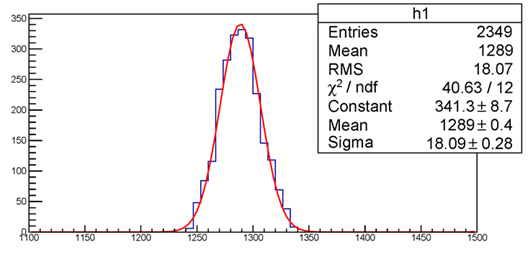 h1
Entries 2349
Mean 1289
RMS 18.07
χ² / ndf 40.63 / 12
Constant 341.3 ± 8.7
Mean 1289 ± 0.4
Sigma 18.09 ± 0.28
350
300
250
200
150
100
50
0
1100 1150 1200 1250 1300 1350 1400 1450 1500